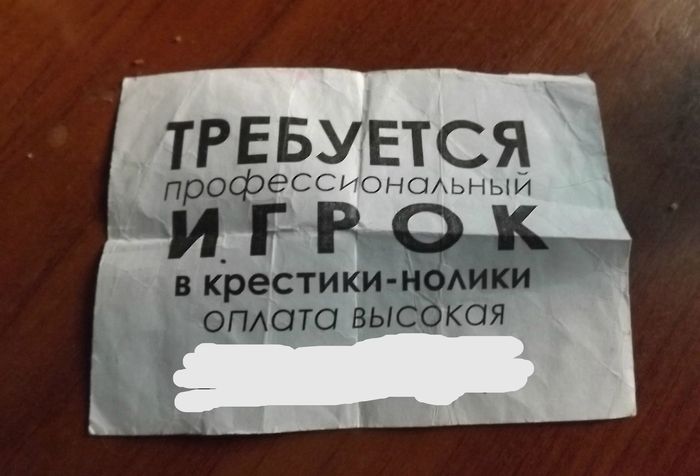 ТРЕБУЕТСЯ
профессиональный
ИГРОК
в крестики-нолики
оплата высокая